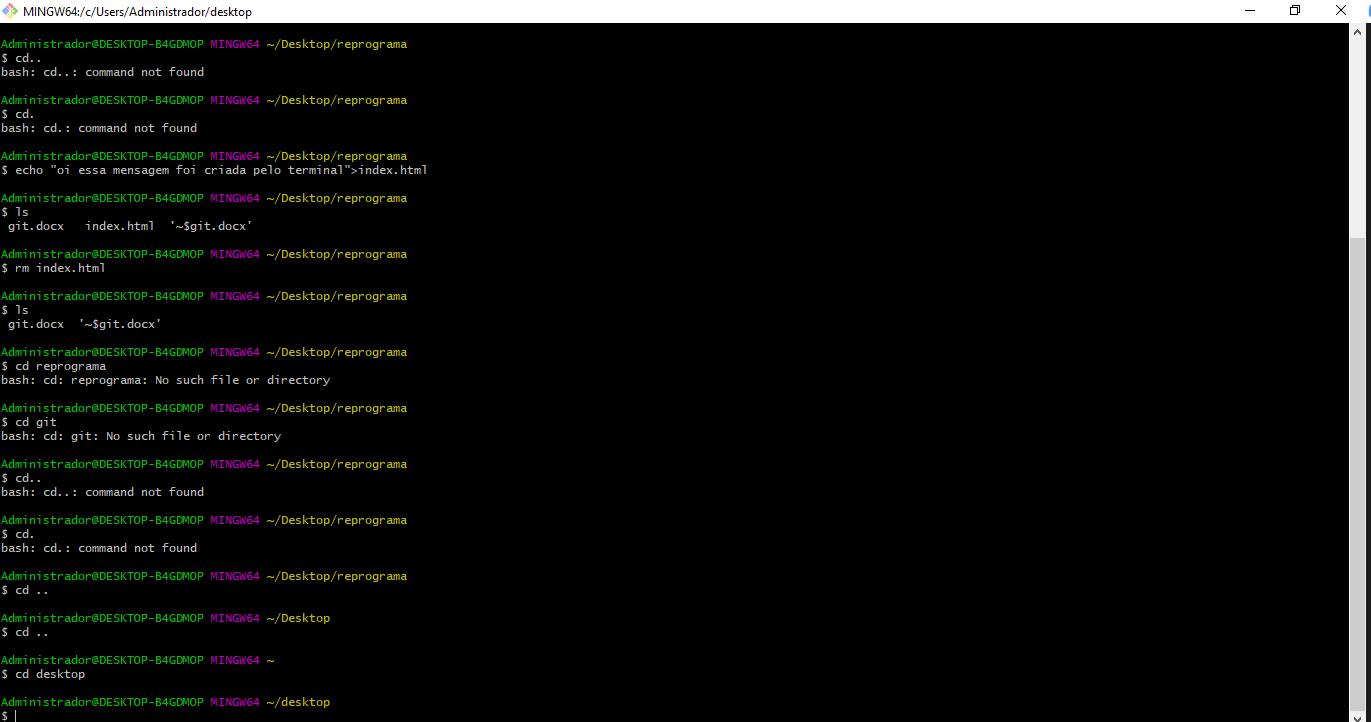 MINGW64:/c/Users/Administrador/desktop
Administrador@DESKTOP-B4GDMOP MINGW64 ~/Desktop/reprograma
$ cd..
bash: cd..: command not found
Administrador@DESKTOP-B4GDMOP MINGW64 ~/Desktop/reprograma
$ cd.
bash: cd.: command not found
Administrador@DESKTOP-B4GDMOP MINGW64 ~/Desktop/reprograma
$ echo "oi essa mensagem foi criada pelo terminal">index.html
Administrador@DESKTOP-B4GDMOP MINGW64 ~/Desktop/reprograma
$ ls
 git.docx   index.html  '~$git.docx'
Administrador@DESKTOP-B4GDMOP MINGW64 ~/Desktop/reprograma
$ rm index.html
Administrador@DESKTOP-B4GDMOP MINGW64 ~/Desktop/reprograma
$ ls
 git.docx  '~$git.docx'
Administrador@DESKTOP-B4GDMOP MINGW64 ~/Desktop/reprograma
$ cd reprograma
bash: cd: reprograma: No such file or directory
Administrador@DESKTOP-B4GDMOP MINGW64 ~/Desktop/reprograma
$ cd git
bash: cd: git: No such file or directory
Administrador@DESKTOP-B4GDMOP MINGW64 ~/Desktop/reprograma
$ cd..
bash: cd..: command not found
Administrador@DESKTOP-B4GDMOP MINGW64 ~/Desktop/reprograma
$ cd.
bash: cd.: command not found
Administrador@DESKTOP-B4GDMOP MINGW64 ~/Desktop/reprograma
$ cd ..
Administrador@DESKTOP-B4GDMOP MINGW64 ~/Desktop
$ cd ..
Administrador@DESKTOP-B4GDMOP MINGW64 ~
$ cd desktop
Administrador@DESKTOP-B4GDMOP MINGW64 ~/desktop
$